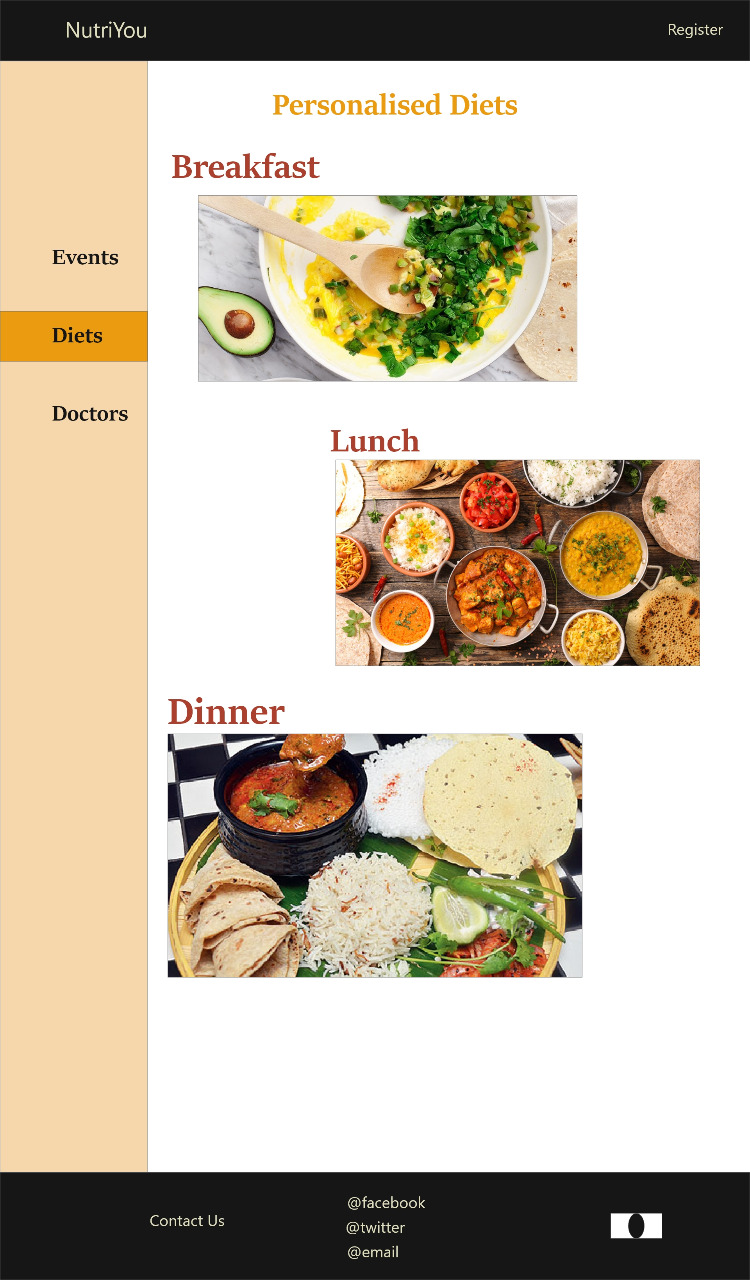 NutriYou
Register
Personalised Diets
Breakfast
Events
Diets
Doctors
Lunch
Dinner
Contact Us
@facebook
@twitter
@email